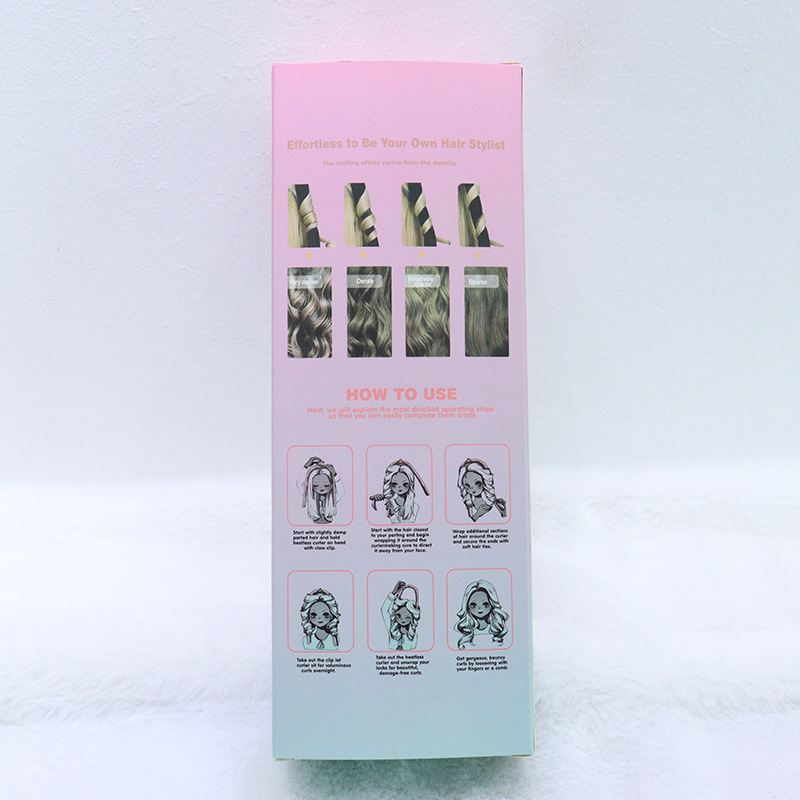 Effortless to Be Your Own Hair Stylist
The curling effect varies from the density
Very dense
Dense
Relatively
sparse
Sparse
HOW TO USE
Next, we will explain the most detailed operating steps
so that you can easily complete them alone
Start with slightly damp
parted hair and hold
heatless curler on head
with claw clip.
Start with the hair closest
to your parting and begin
wrapping it around the
curlermaking sure to direct
it away from your face.
Wrap additional sections
of hair around the curler
and secure the ends with
soft hair ties.
Take out the clip let
curler sit for voluminous
curls overnight.
Take out the heatless
curler and unwrap your
locks for beautiful,
damage-free curls.
Get gorgeous, bouncy
curls by loosening with
your fingers or a comb